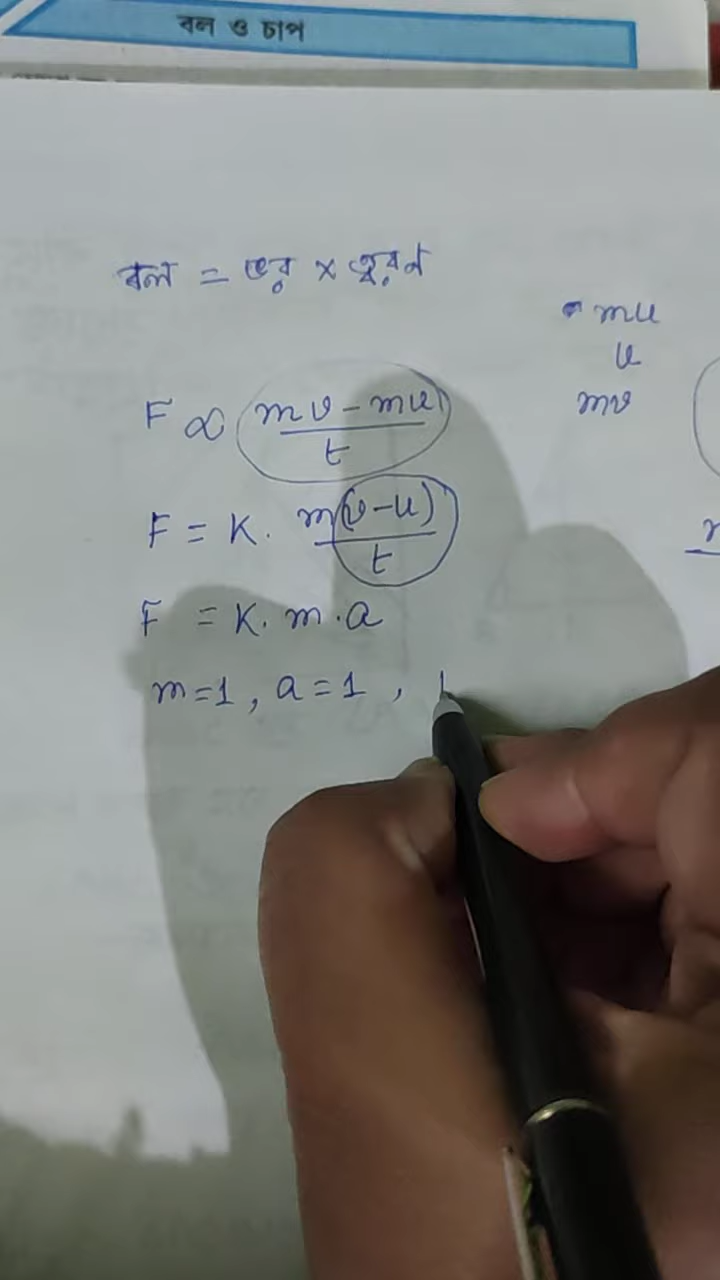 বল ও চাপ
বল = ভর × ত্বরণ
mu
u
mv
F ∝ mv - mu / t
F = K. m(v-u) / t
F = K. m. a
m = 1, a = 1,